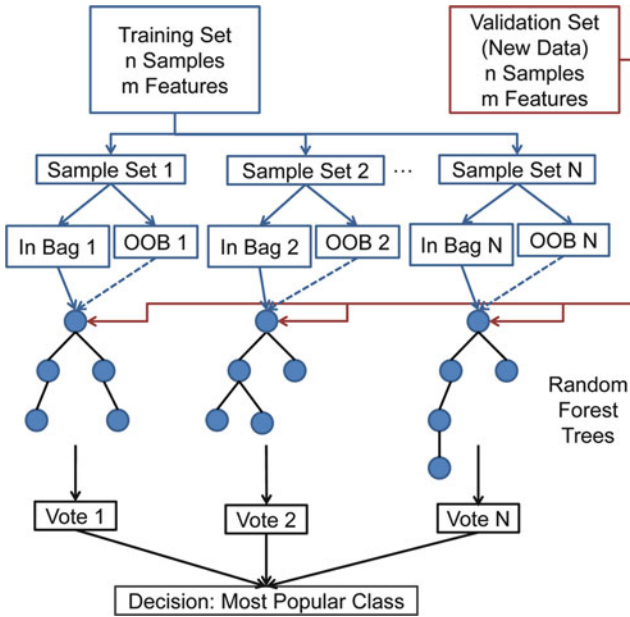 Training Set
n Samples
m Features
Validation Set
(New Data)
n Samples
m Features
Sample Set 1
Sample Set 2
...
Sample Set N
In Bag 1
OOB 1
In Bag 2
OOB 2
In Bag N
OOB N
Random
Forest
Trees
Vote 1
Vote 2
Vote N
Decision: Most Popular Class